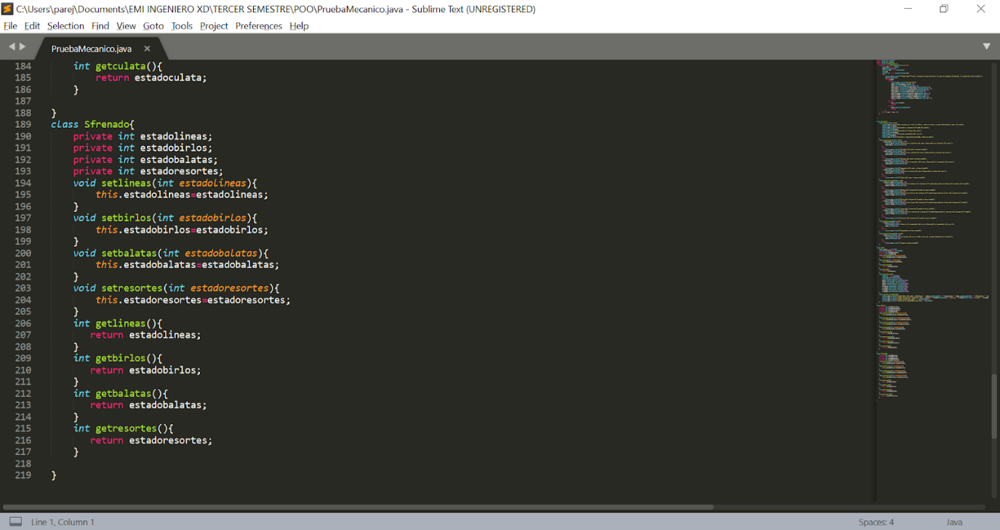 C:\Users\parej\Documents\EMI INGENIERO XD\TERCER SEMESTRE\POO\PruebaMecanico.java - Sublime Text (UNREGISTERED)
File Edit Selection Find View Goto Tools Project Preferences Help
PruebaMecanico.java ×
184 int getculata(){
185 return estadoculata;
186 }
187
188 }
189 class Sfrenado{
190 private int estadolineas;
191 private int estadobirlos;
192 private int estadobalatas;
193 private int estadoresortes;
194 void setlineas(int estadolineas){
195 this.estadolineas=estadolineas;
196 }
197 void setbirlos(int estadobirlos){
198 this.estadobirlos=estadobirlos;
199 }
200 void setbalatas(int estadobalatas){
201 this.estadobalatas=estadobalatas;
202 }
203 void setresortes(int estadoresortes){
204 this.estadoresortes=estadoresortes;
205 }
206 int getlineas(){
207 return estadolineas;
208 }
209 int getbirlos(){
210 return estadobirlos;
211 }
212 int getbalatas(){
213 return estadobalatas;
214 }
215 int getresortes(){
216 return estadoresortes;
217 }
218
219 }
Line 1, Column 1 Spaces: 4 Java